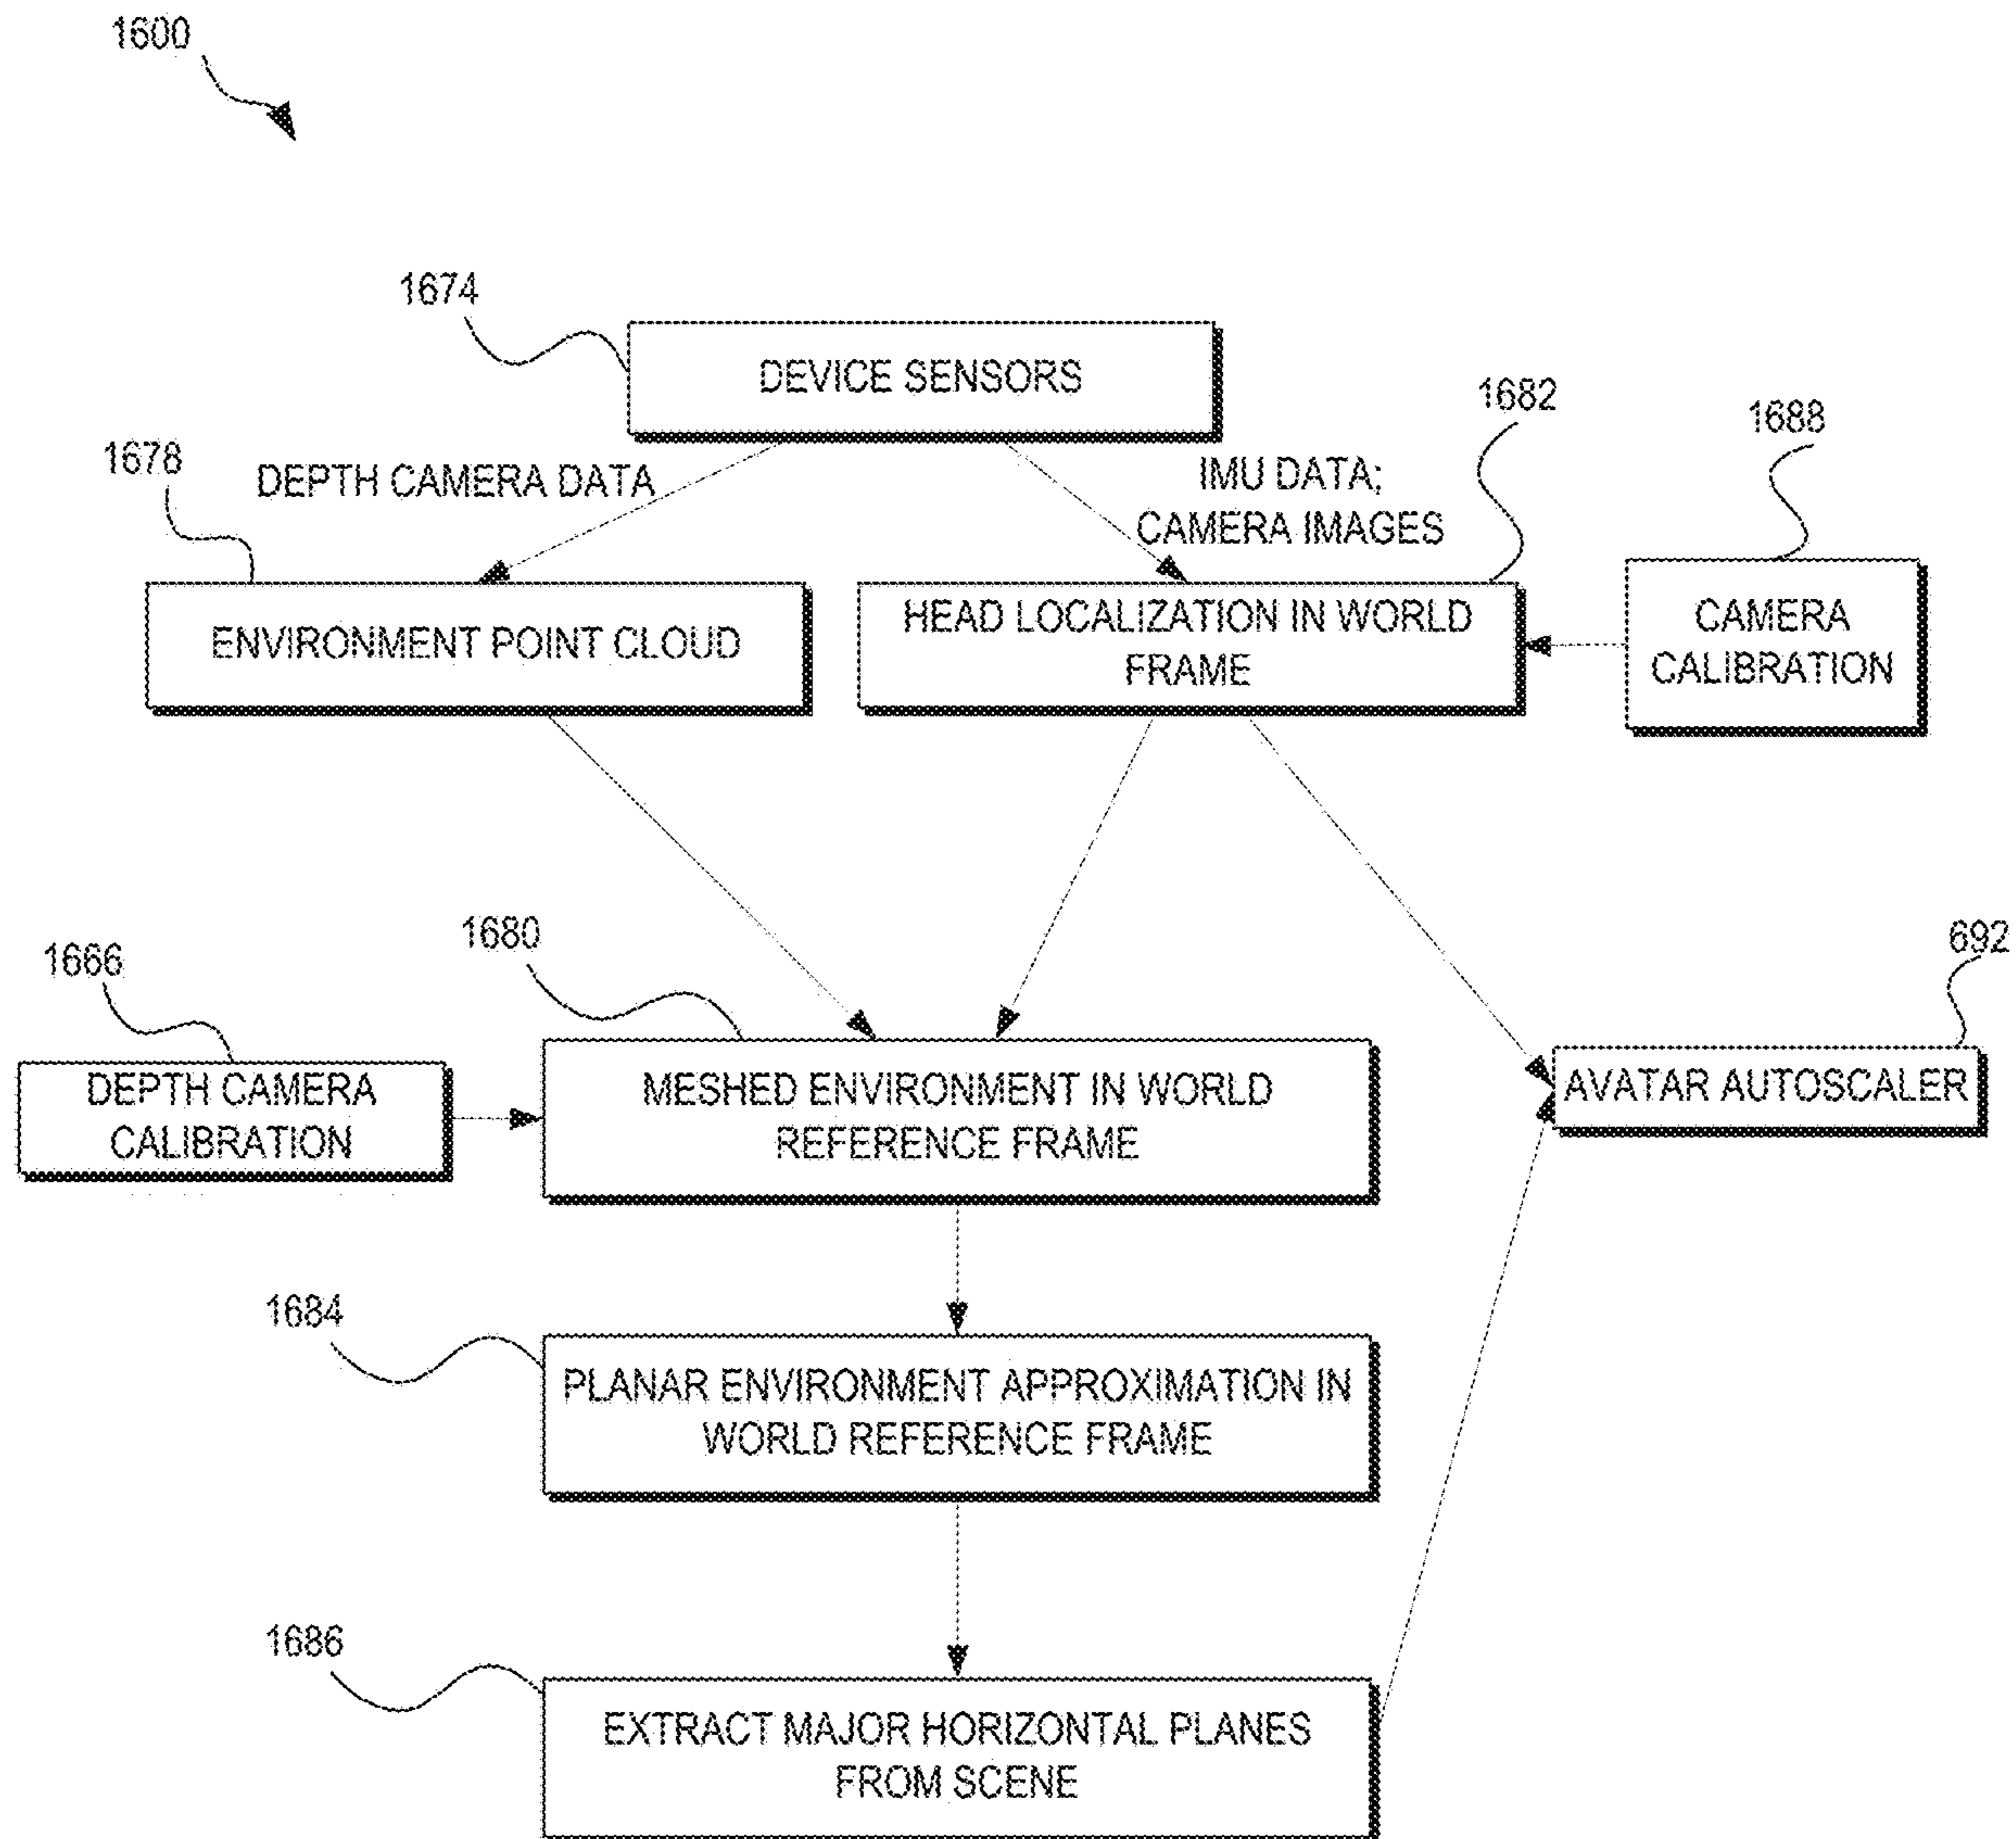 1600
1674
DEVICE SENSORS
1682
1688
1678
DEPTH CAMERA DATA
IMU DATA;
CAMERA IMAGES
ENVIRONMENT POINT CLOUD
HEAD LOCALIZATION IN WORLD
FRAME
CAMERA
CALIBRATION
1666
1680
692
DEPTH CAMERA
CALIBRATION
MESHED ENVIRONMENT IN WORLD
REFERENCE FRAME
AVATAR AUTOSCALER
1684
PLANAR ENVIRONMENT APPROXIMATION IN
WORLD REFERENCE FRAME
1686
EXTRACT MAJOR HORIZONTAL PLANES
FROM SCENE